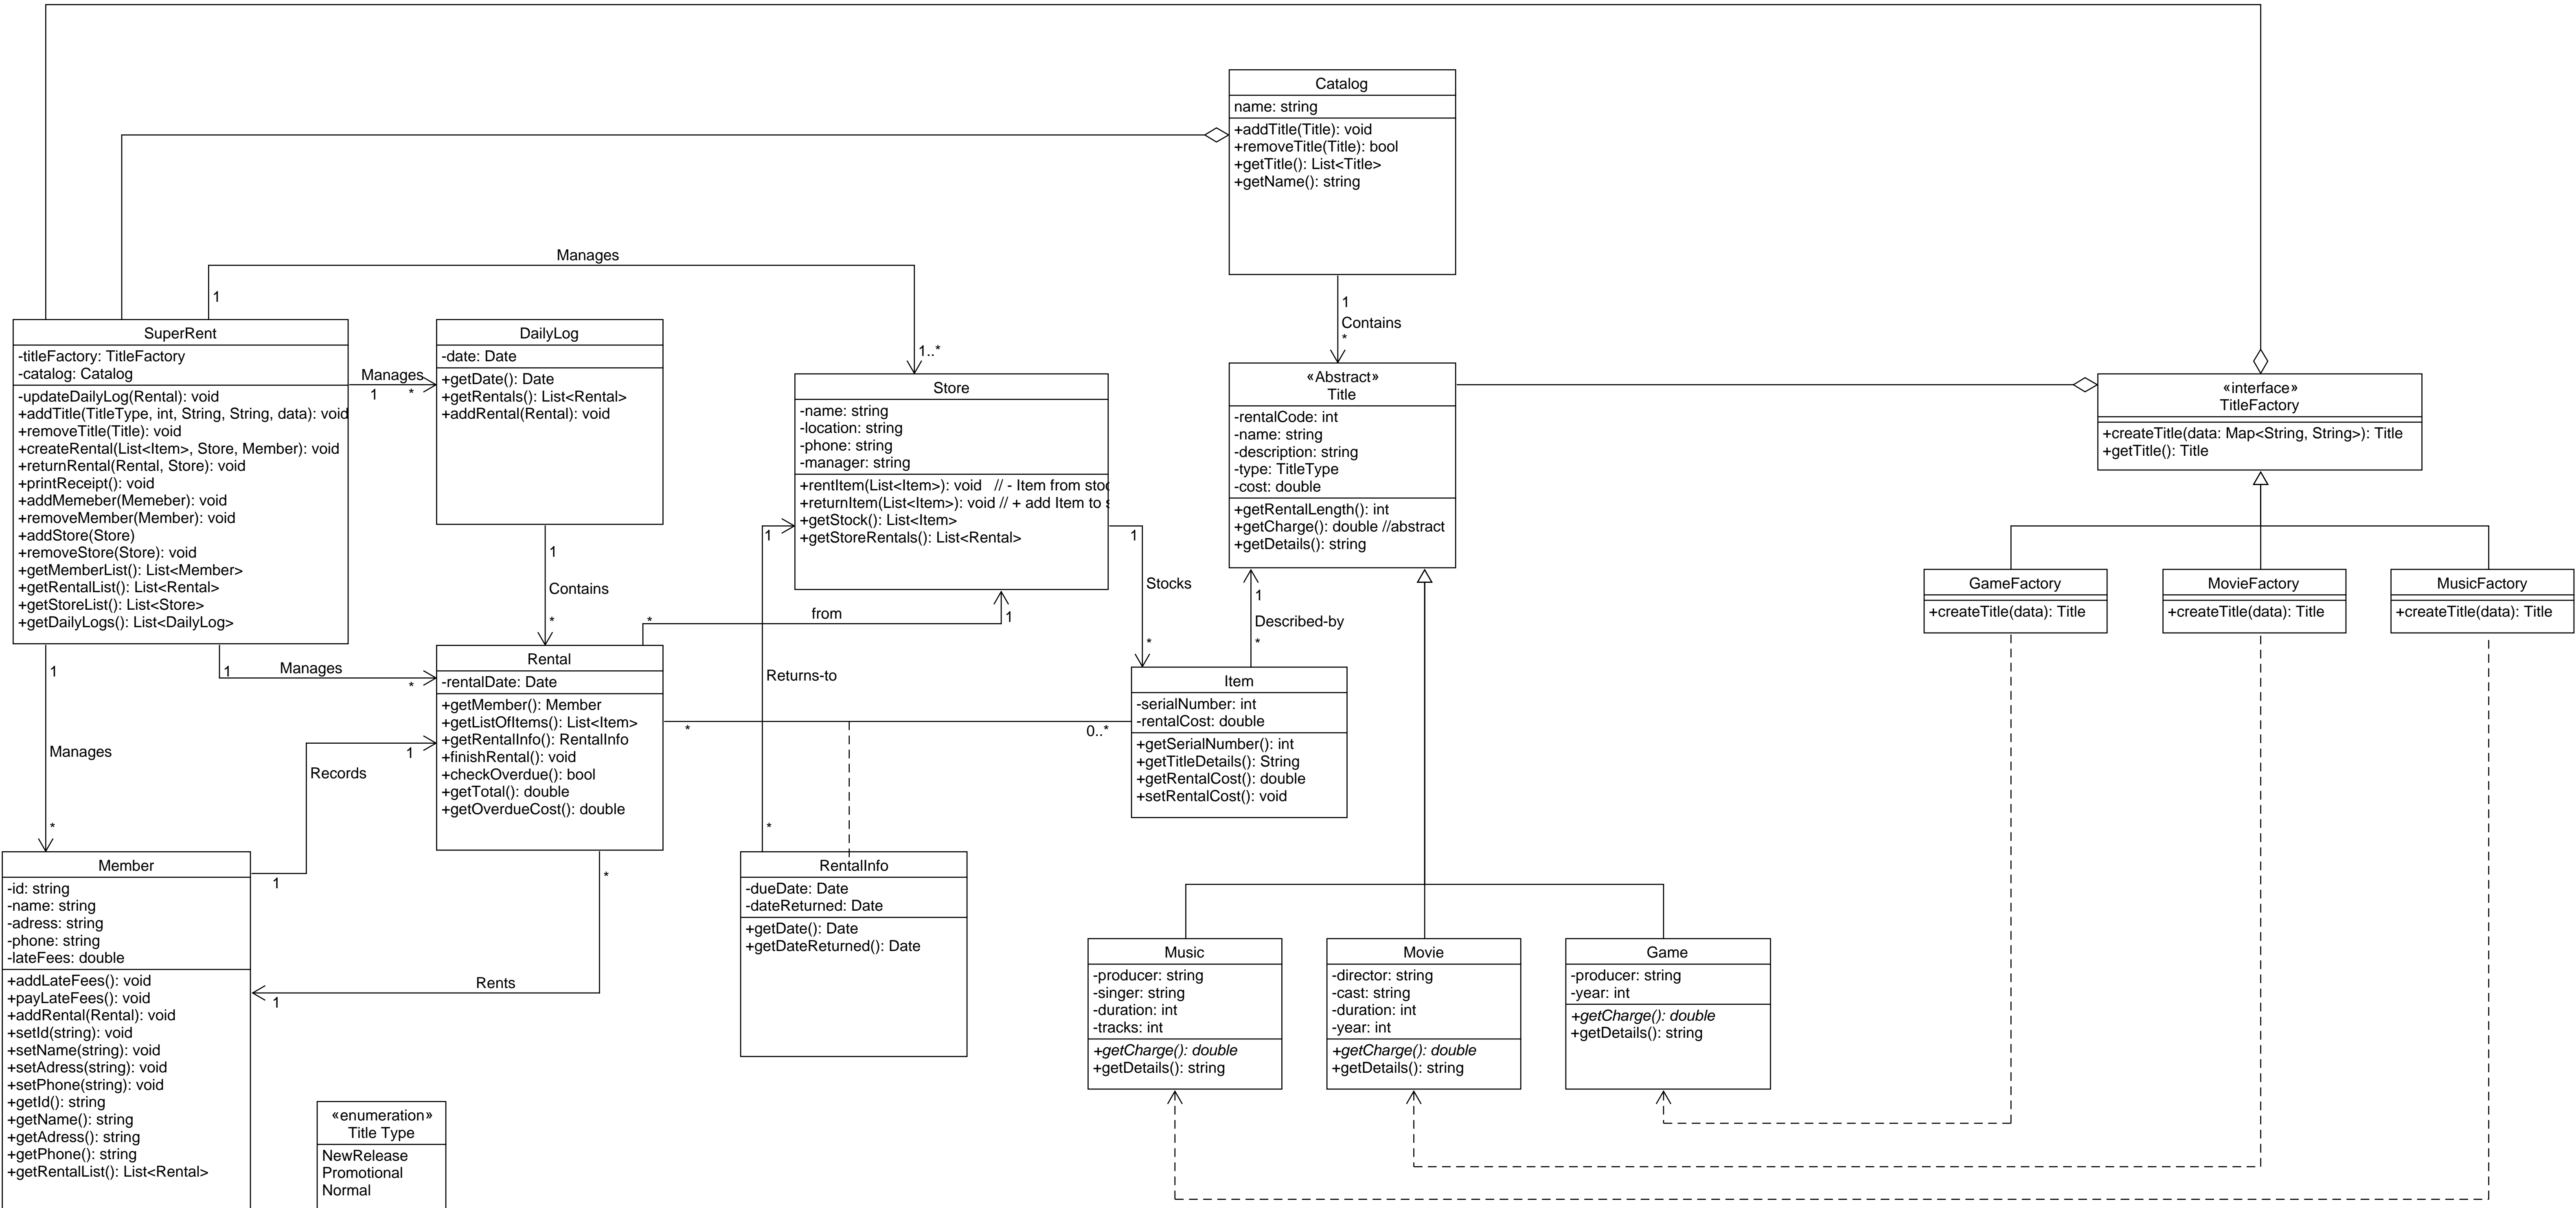 Catalog
name: string
+addTitle(Title): void
+removeTitle(Title): bool
+getTitle(): List<Title>
+getName(): string
Manages
1
1..*
1
Contains
*
SuperRent
-titleFactory: TitleFactory
-catalog: Catalog
-updateDailyLog(Rental): void
+addTitle(TitleType, int, String, String, data): void
+removeTitle(Title): void
+createRental(List<Item>, Store, Member): void
+returnRental(Rental, Store): void
+printReceipt(): void
+addMemeber(Memeber): void
+removeMember(Member): void
+addStore(Store)
+removeStore(Store): void
+getMemberList(): List<Member>
+getRentalList(): List<Rental>
+getStoreList(): List<Store>
+getDailyLogs(): List<DailyLog>
Manages
1
*
DailyLog
-date: Date
+getDate(): Date
+getRentals(): List<Rental>
+addRental(Rental): void
Store
-name: string
-location: string
-phone: string
-manager: string
+rentItem(List<Item>): void // - Item from stoc
+returnItem(List<Item>): void // + add Item to s
+getStock(): List<Item>
+getStoreRentals(): List<Rental>
«Abstract»
Title
-rentalCode: int
-name: string
-description: string
-type: TitleType
-cost: double
+getRentalLength(): int
+getCharge(): double //abstract
+getDetails(): string
«interface»
TitleFactory
+createTitle(data: Map<String, String>): Title
+getTitle(): Title
GameFactory
+createTitle(data): Title
MovieFactory
+createTitle(data): Title
MusicFactory
+createTitle(data): Title
1
Contains
*
1
1
Stocks
*
1
Described-by
*
*
from
1
1
Manages
*
1
Manages
*
Returns-to
*
Rental
-rentalDate: Date
+getMember(): Member
+getListOfItems(): List<Item>
+getRentalInfo(): RentalInfo
+finishRental(): void
+checkOverdue(): bool
+getTotal(): double
+getOverdueCost(): double
*
0..*
Item
-serialNumber: int
-rentalCost: double
+getSerialNumber(): int
+getTitleDetails(): String
+getRentalCost(): double
+setRentalCost(): void
1
Records
1
*
Rents
1
Member
-id: string
-name: string
-adress: string
-phone: string
-lateFees: double
+addLateFees(): void
+payLateFees(): void
+addRental(Rental): void
+setId(string): void
+setName(string): void
+setAdress(string): void
+setPhone(string): void
+getId(): string
+getName(): string
+getAdress(): string
+getPhone(): string
+getRentalList(): List<Rental>
«enumeration»
Title Type
NewRelease
Promotional
Normal
RentalInfo
-dueDate: Date
-dateReturned: Date
+getDate(): Date
+getDateReturned(): Date
Music
-producer: string
-singer: string
-duration: int
-tracks: int
+getCharge(): double
+getDetails(): string
Movie
-director: string
-cast: string
-duration: int
-year: int
+getCharge(): double
+getDetails(): string
Game
-producer: string
-year: int
+getCharge(): double
+getDetails(): string